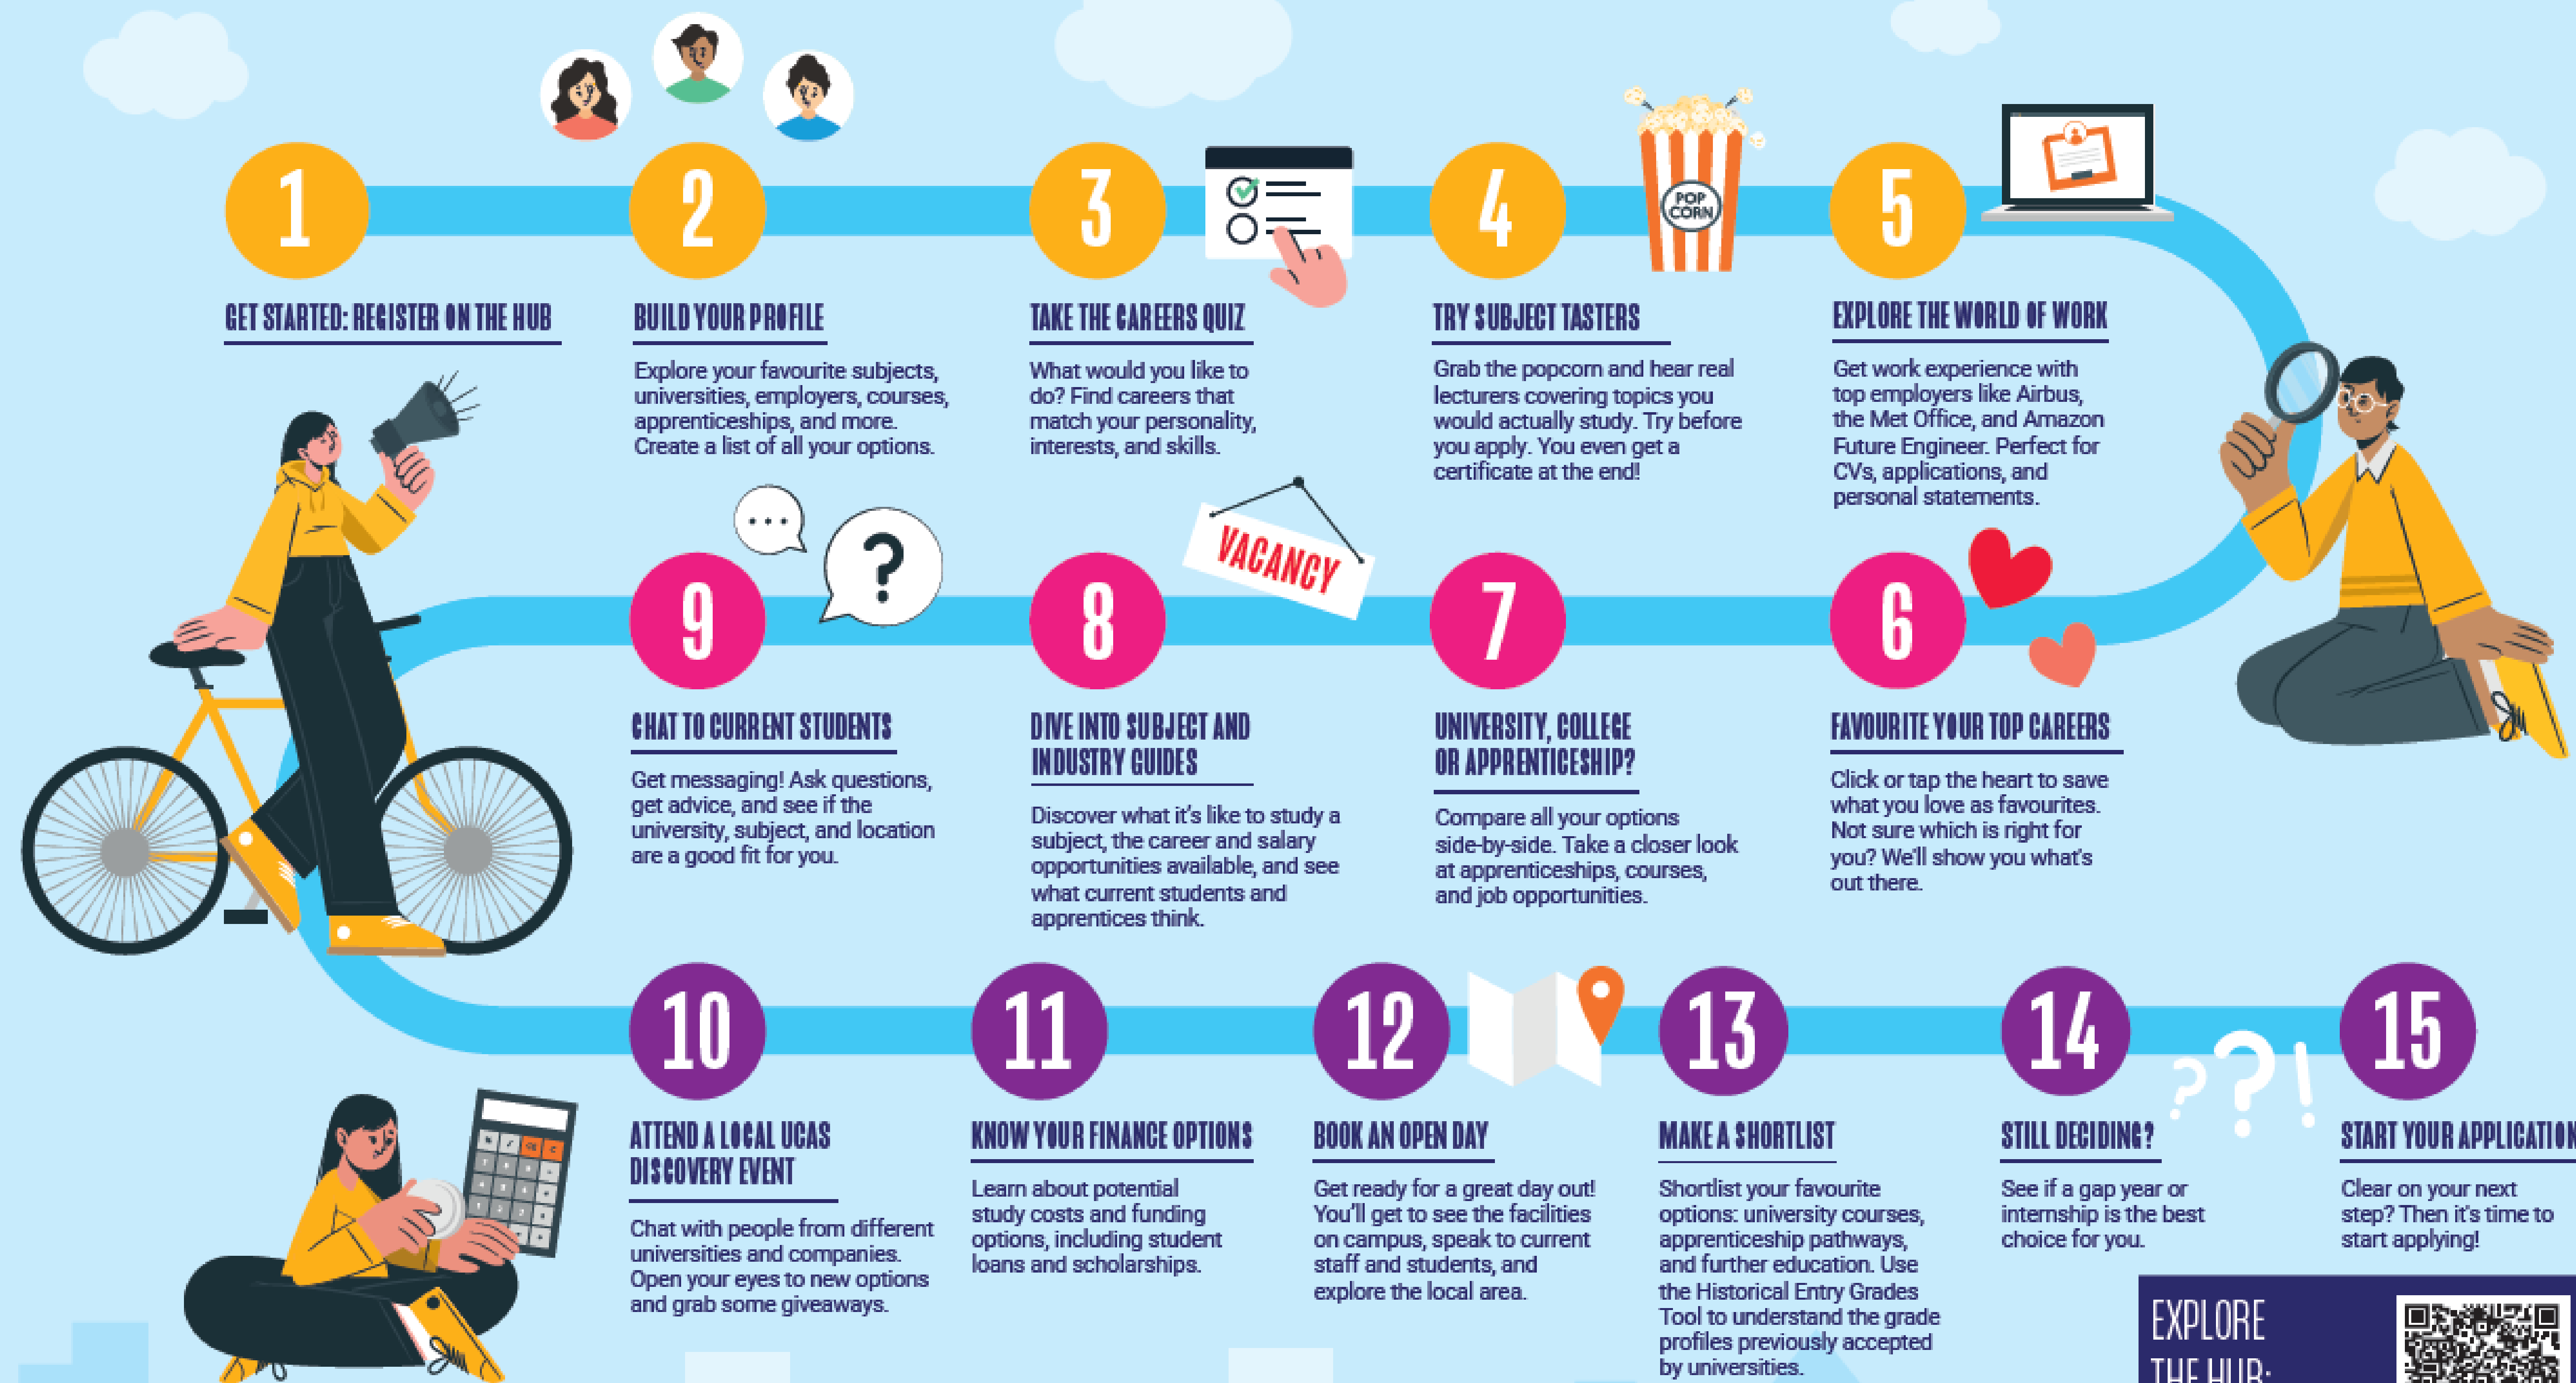 1
GET STARTED: REGISTER ON THE HUB
2
BUILD YOUR PROFILE
Explore your favourite subjects,
universities, employers, courses,
apprenticeships, and more.
Create a list of all your options.
3
TAKE THE CAREERS QUIZ
What would you like to
do? Find careers that
match your personality,
interests, and skills.
4
TRY SUBJECT TASTERS
Grab the popcorn and hear real
lecturers covering topics you
would actually study. Try before
you apply. You even get a
certificate at the end!
POP
CORN
5
EXPLORE THE WORLD OF WORK
Get work experience with
top employers like Airbus,
the Met Office, and Amazon
Future Engineer. Perfect for
CVs, applications, and
personal statements.
6
FAVOURITE YOUR TOP CAREERS
Click or tap the heart to save
what you love as favourites.
Not sure which is right for
you? We'll show you what's
out there.
7
UNIVERSITY, COLLEGE
OR APPRENTICESHIP?
Compare all your options
side-by-side. Take a closer look
at apprenticeships, courses,
and job opportunities.
VACANCY
8
DIVE INTO SUBJECT AND
INDUSTRY GUIDES
Discover what it's like to study a
subject, the career and salary
opportunities available, and see
what current students and
apprentices think.
?
9
CHAT TO CURRENT STUDENTS
Get messaging! Ask questions,
get advice, and see if the
university, subject, and location
are a good fit for you.
10
ATTEND A LOCAL UCAS
DISCOVERY EVENT
Chat with people from different
universities and companies.
Open your eyes to new options
and grab some giveaways.
11
KNOW YOUR FINANCE OPTIONS
Learn about potential
study costs and funding
options, including student
loans and scholarships.
12
BOOK AN OPEN DAY
Get ready for a great day out!
You'll get to see the facilities
on campus, speak to current
staff and students, and
explore the local area.
13
MAKE A SHORTLIST
Shortlist your favourite
options: university courses,
apprenticeship pathways,
and further education. Use
the Historical Entry Grades
Tool to understand the grade
profiles previously accepted
by universities.
14
STILL DECIDING?
See if a gap year or
internship is the best
choice for you.
??!
15
START YOUR APPLICATION
Clear on your next
step? Then it's time to
start applying!
EXPLORE
THE HUB: